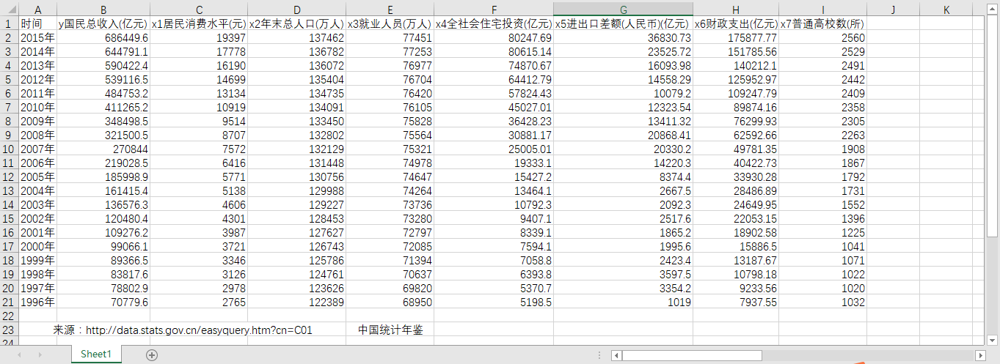 A B C D E F G H I J K
1 时间 y国民总收入(亿元) x1居民消费水平(元) x2年末总人口(万人) x3就业人员(万人) x4全社会住宅投资(亿元) x5进出口差额(人民币)(亿元) x6财政支出(亿元) x7普通高校数(所)
2 2015年 686449.6 19397 137462 77451 80247.69 36830.73 175877.77 2560
3 2014年 644791.1 17778 136782 77253 80615.14 23525.72 151785.56 2529
4 2013年 590422.4 16190 136072 76977 74870.67 16093.98 140212.1 2491
5 2012年 539116.5 14699 135404 76704 64412.79 14558.29 125952.97 2442
6 2011年 484753.2 13134 134735 76420 57824.43 10079.2 109247.79 2409
7 2010年 411265.2 10919 134091 76105 45027.01 12323.54 89874.16 2358
8 2009年 348498.5 9514 133450 75828 36428.23 13411.32 76299.93 2305
9 2008年 321500.5 8707 132802 75564 30881.17 20868.41 62592.66 2263
10 2007年 270844 7572 132129 75321 25005.01 20330.2 49781.35 1908
11 2006年 219028.5 6416 131448 74978 19333.1 14220.3 40422.73 1867
12 2005年 185998.9 5771 130756 74647 15427.2 8374.4 33930.28 1792
13 2004年 161415.4 5138 129988 74264 13464.1 2667.5 28486.89 1731
14 2003年 136576.3 4606 129227 73736 10792.3 2092.3 24649.95 1552
15 2002年 120480.4 4301 128453 73280 9407.1 2517.6 22053.15 1396
16 2001年 109276.2 3987 127627 72797 8339.1 1865.2 18902.58 1225
17 2000年 99066.1 3721 126743 72085 7594.1 1995.6 15886.5 1041
18 1999年 89366.5 3346 125786 71394 7058.8 2423.4 13187.67 1071
19 1998年 83817.6 3126 124761 70637 6393.8 3597.5 10798.18 1022
20 1997年 78802.9 2978 123626 69820 5370.7 3354.2 9233.56 1020
21 1996年 70779.6 2765 122389 68950 5198.5 1019 7937.55 1032
22
23 来源：http://data.stats.gov.cn/easyquery.htm?cn=C01 中国统计年鉴
24
Sheet1